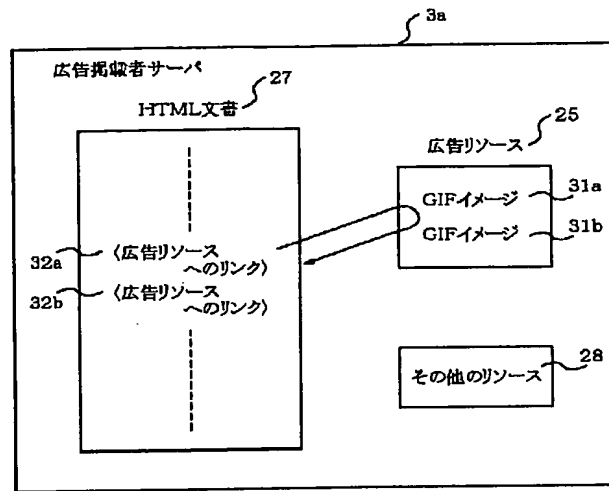 3a
広告掲載者サーバ
27
HTML文書
25
広告リソース
GIFイメージ
31a
GIFイメージ
31b
32a
〈広告リソース
へのリンク〉
32b
〈広告リソース
へのリンク〉
28
その他のリソース